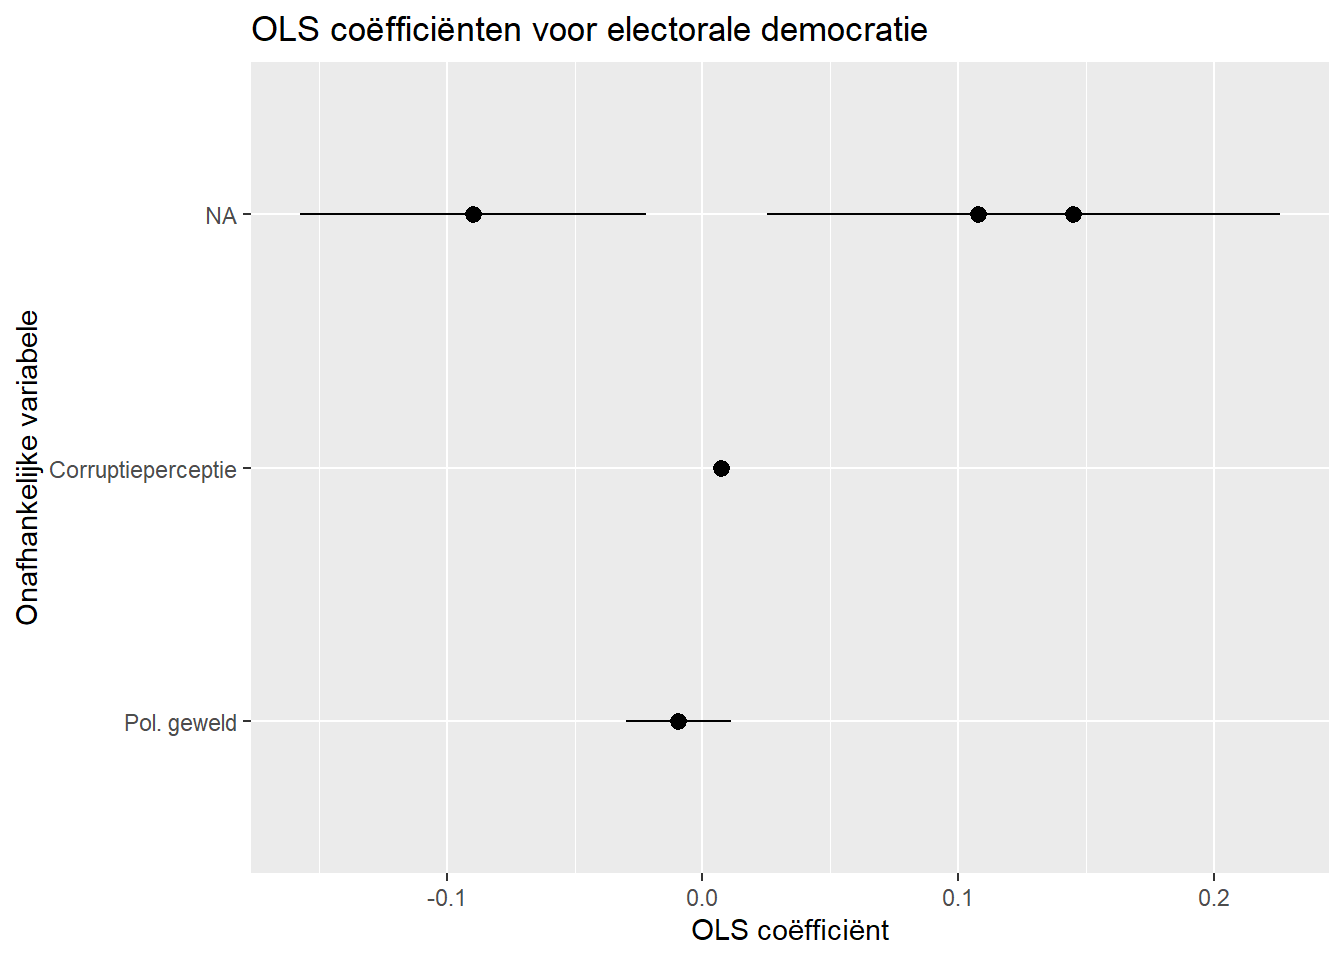 OLS coëfficiënten voor electorale democratie
Onafhankelijke variabele
NA
Corruptieperceptie
Pol. geweld
-0.1
0.0
0.1
0.2
OLS coëfficiënt